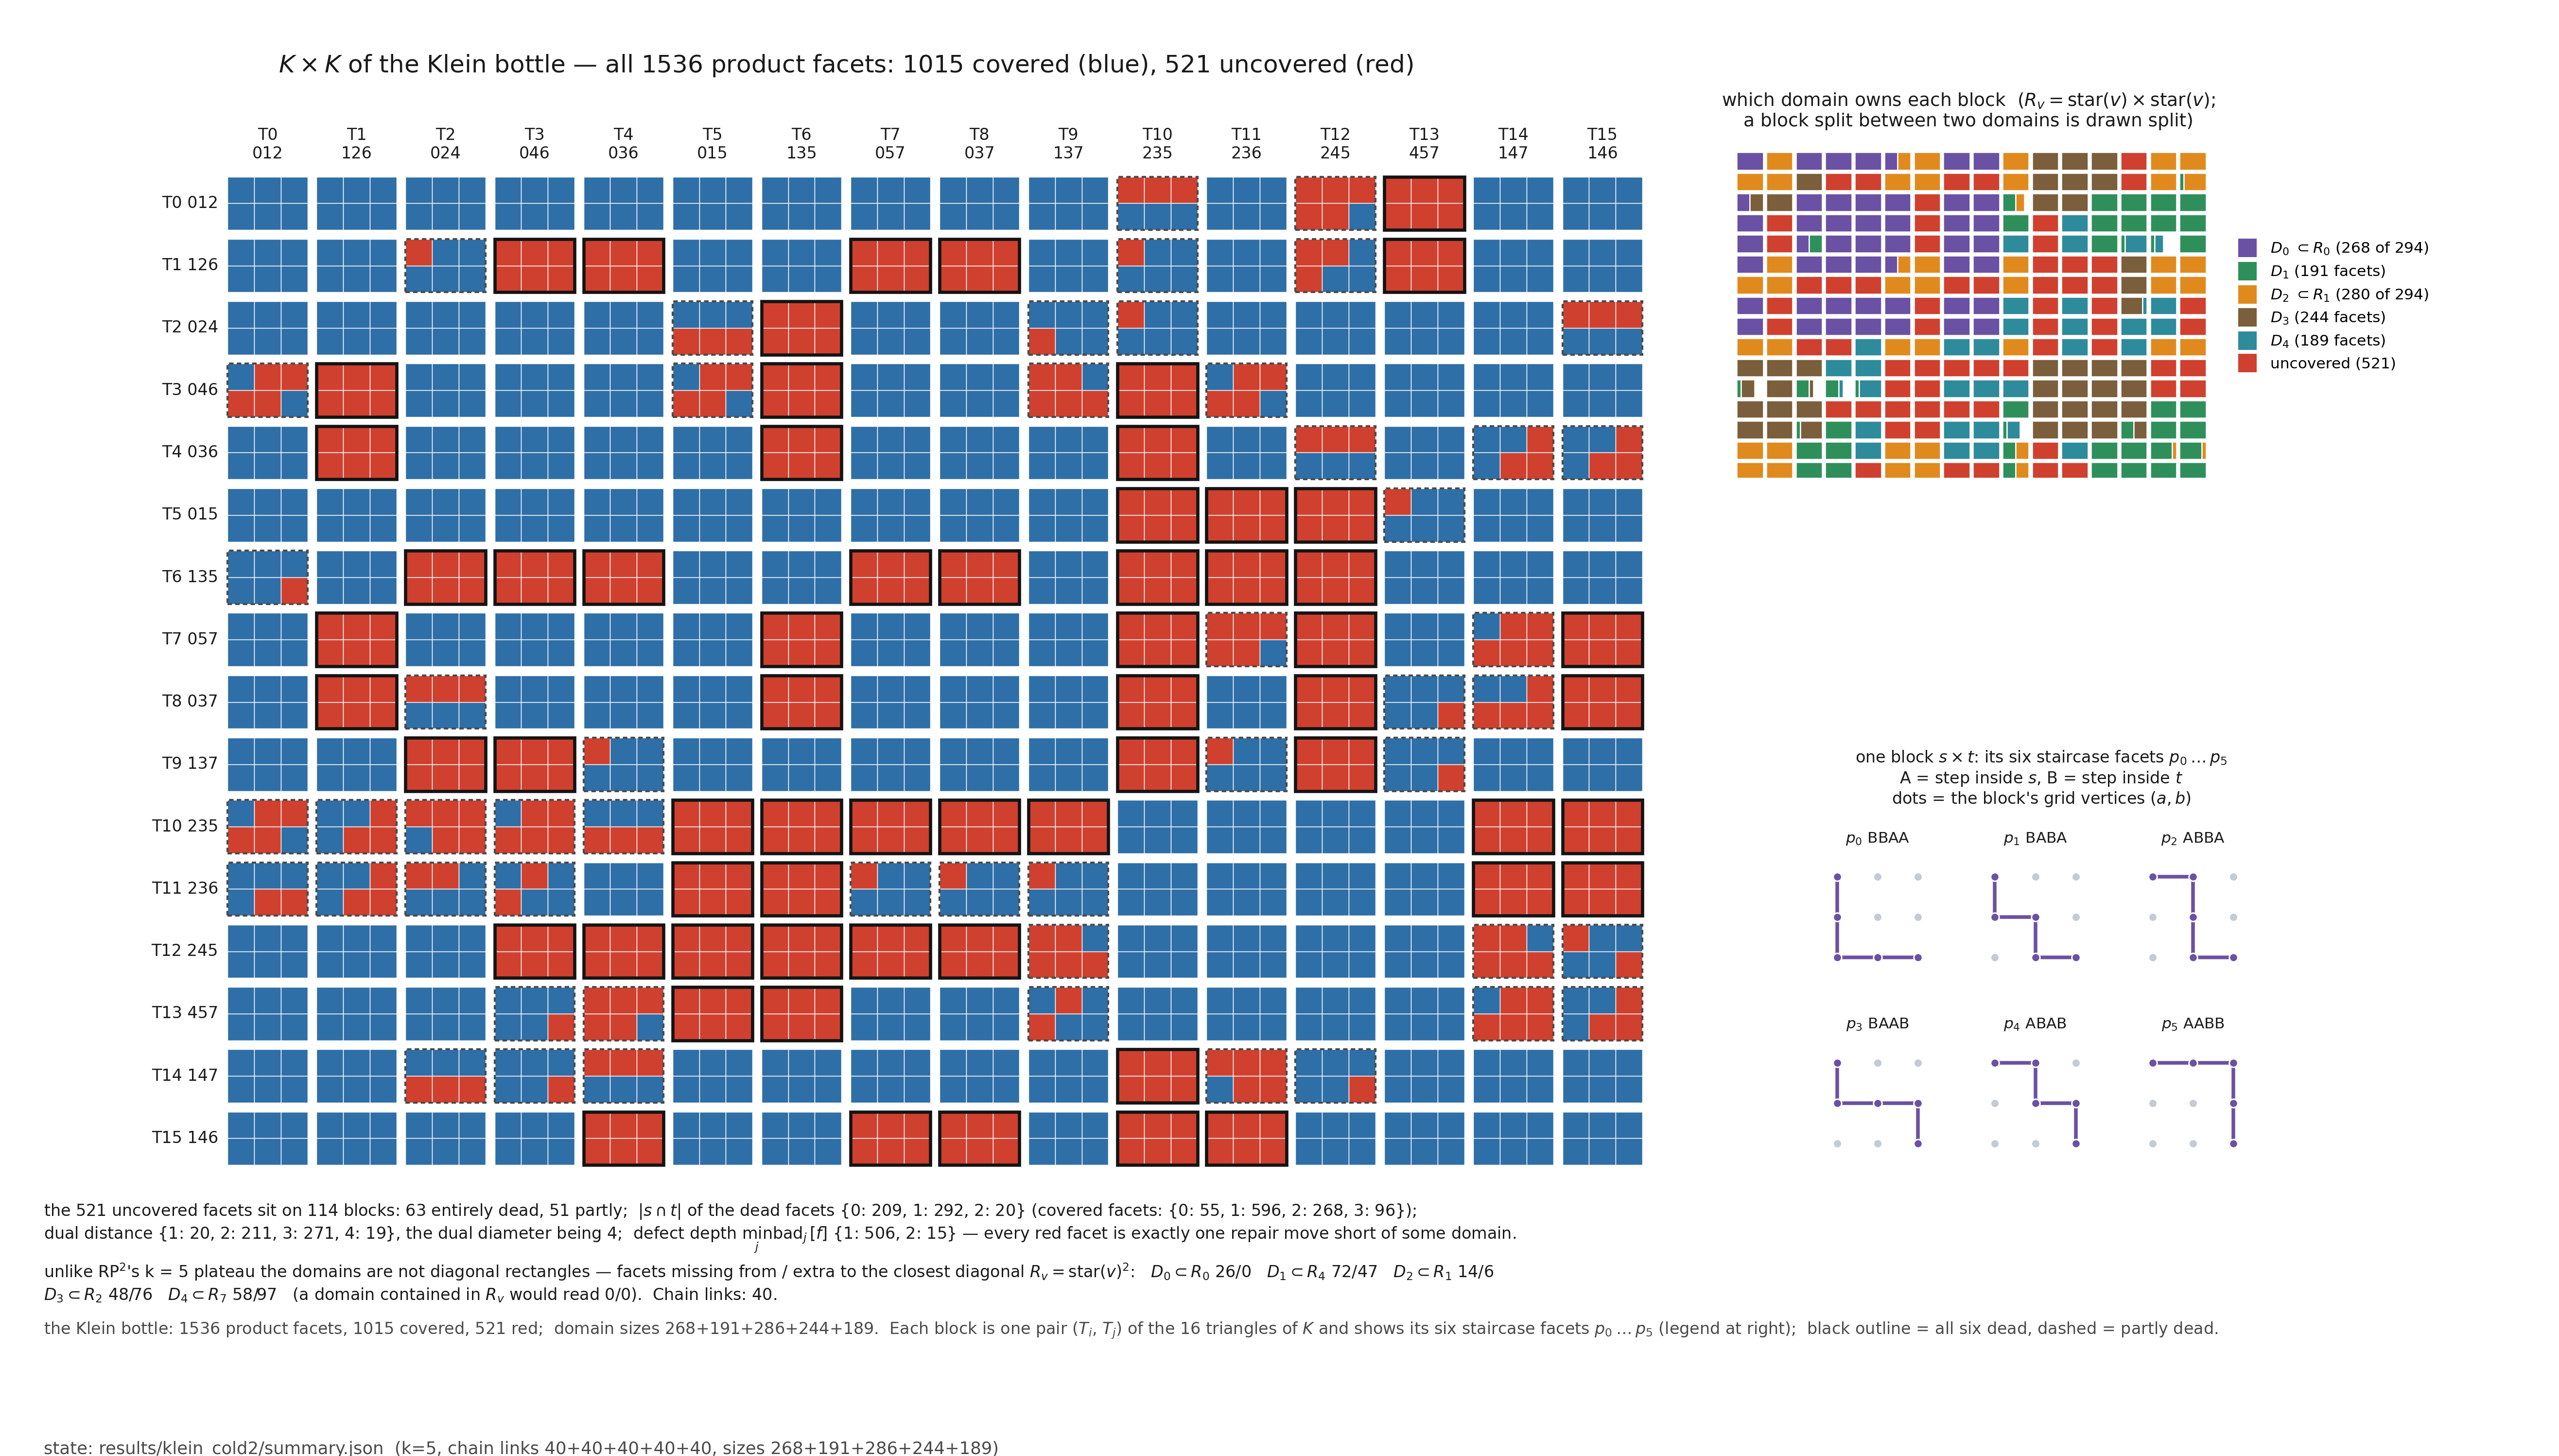 K × K of the Klein bottle — all 1536 product facets: 1015 covered (blue), 521 uncovered (red)
T0 T1 T2 T3 T4 T5 T6 T7 T8 T9 T10 T11 T12 T13 T14 T15
012 126 024 046 036 015 135 057 037 137 235 236 245 457 147 146
T0 012
T1 126
T2 024
T3 046
T4 036
T5 015
T6 135
T7 057
T8 037
T9 137
T10 235
T11 236
T12 245
T13 457
T14 147
T15 146
which domain owns each block (R_v = star(v) × star(v);
a block split between two domains is drawn split)
D_0 ⊂ R_0 (268 of 294)
D_1 (191 facets)
D_2 ⊂ R_1 (280 of 294)
D_3 (244 facets)
D_4 (189 facets)
uncovered (521)
one block s × t: its six staircase facets p_0 … p_5
A = step inside s, B = step inside t
dots = the block's grid vertices (a, b)
p_0 BBAA p_1 BABA p_2 ABBA
p_3 BAAB p_4 ABAB p_5 AABB
the 521 uncovered facets sit on 114 blocks: 63 entirely dead, 51 partly; |s ∩ t| of the dead facets {0: 209, 1: 292, 2: 20} (covered facets: {0: 55, 1: 596, 2: 268, 3: 96});
dual distance {1: 20, 2: 211, 3: 271, 4: 19}, the dual diameter being 4; defect depth min_j bad_j [f] {1: 506, 2: 15} — every red facet is exactly one repair move short of some domain.
unlike RP²'s k = 5 plateau the domains are not diagonal rectangles — facets missing from / extra to the closest diagonal R_v = star(v)²: D_0 ⊂ R_0 26/0 D_1 ⊂ R_4 72/47 D_2 ⊂ R_1 14/6
D_3 ⊂ R_2 48/76 D_4 ⊂ R_7 58/97 (a domain contained in R_v would read 0/0). Chain links: 40.
the Klein bottle: 1536 product facets, 1015 covered, 521 red; domain sizes 268+191+286+244+189. Each block is one pair (T_i, T_j) of the 16 triangles of K and shows its six staircase facets p_0 … p_5 (legend at right); black outline = all six dead, dashed = partly dead.
state: results/klein_cold2/summary.json (k=5, chain links 40+40+40+40+40, sizes 268+191+286+244+189)